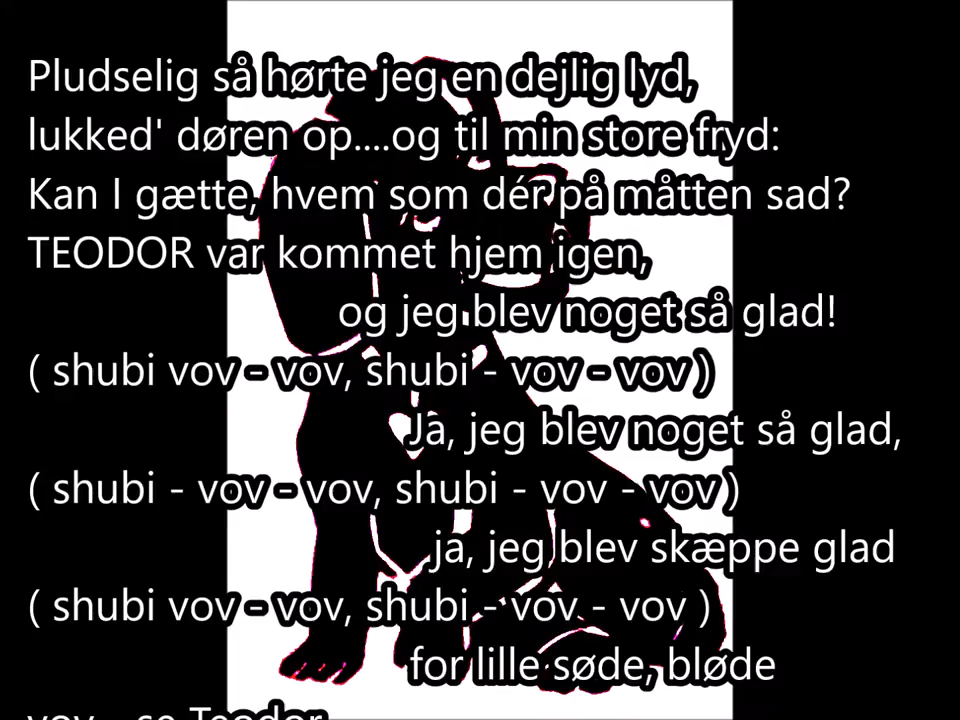 Pludselig så hørte jeg en dejlig lyd,
lukked' døren op....og til min store fryd:
Kan I gætte, hvem som dér på måtten sad?
TEODOR var kommet hjem igen,
og jeg blev noget så glad!
( shubi vov - vov, shubi - vov - vov )
Ja, jeg blev noget så glad,
( shubi - vov - vov, shubi - vov - vov )
ja, jeg blev skæppe glad
( shubi vov - vov, shubi - vov - vov )
for lille søde, bløde
vov - se Teodor